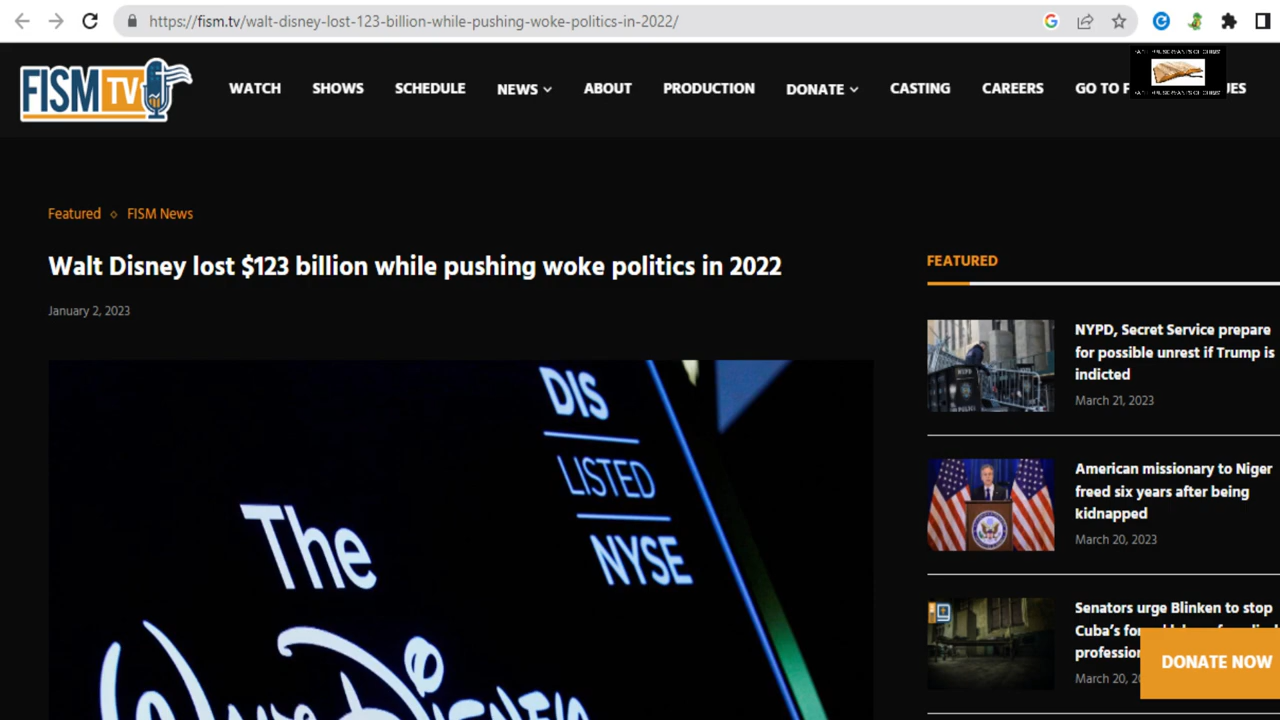 https://fism.tv/walt-disney-lost-123-billion-while-pushing-woke-politics-in-2022/
FISM TV
WATCH SHOWS SCHEDULE NEWS ABOUT PRODUCTION DONATE CASTING CAREERS GO TO
Featured ◇ FISM News
Walt Disney lost $123 billion while pushing woke politics in 2022
January 2, 2023
DIS
LISTED
NYSE
The
WALT DISNEY
FEATURED
NYPD, Secret Service prepare
for possible unrest if Trump is
indicted
March 21, 2023
American missionary to Niger
freed six years after being
kidnapped
March 20, 2023
Senators urge Blinken to stop
Cuba's
March 20,
DONATE NOW